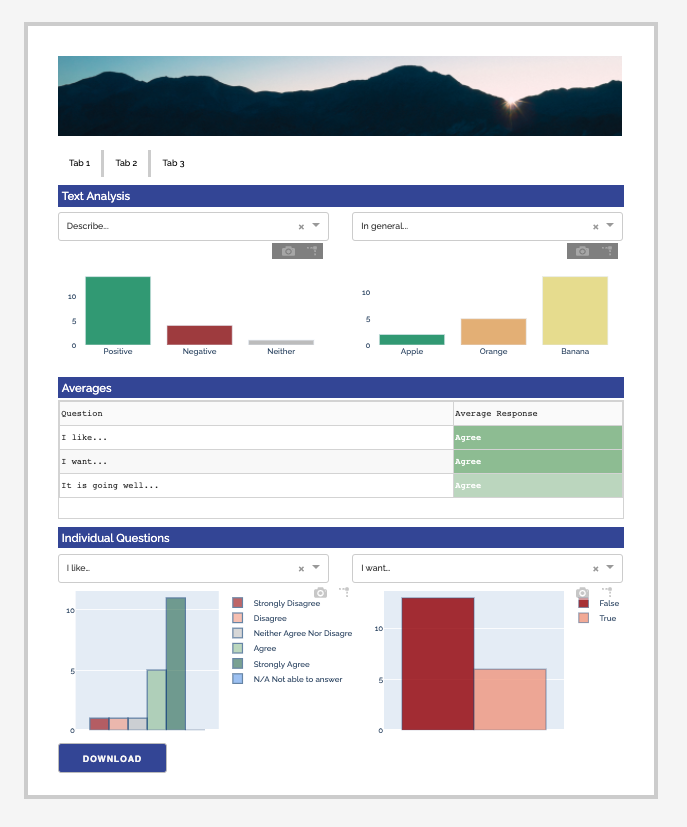 Tab 1 Tab 2 Tab 3
Text Analysis
Describe... × In general... ×
10
5
0
Positive Negative Neither
10
5
0
Apple Orange Banana
Averages
Question Average Response
I like... Agree
I want... Agree
It is going well... Agree
Individual Questions
I like... × I want... ×
10
5
0
Strongly Disagree
Disagree
Neither Agree Nor Disagre
Agree
Strongly Agree
N/A Not able to answer
10
5
0
False
True
DOWNLOAD